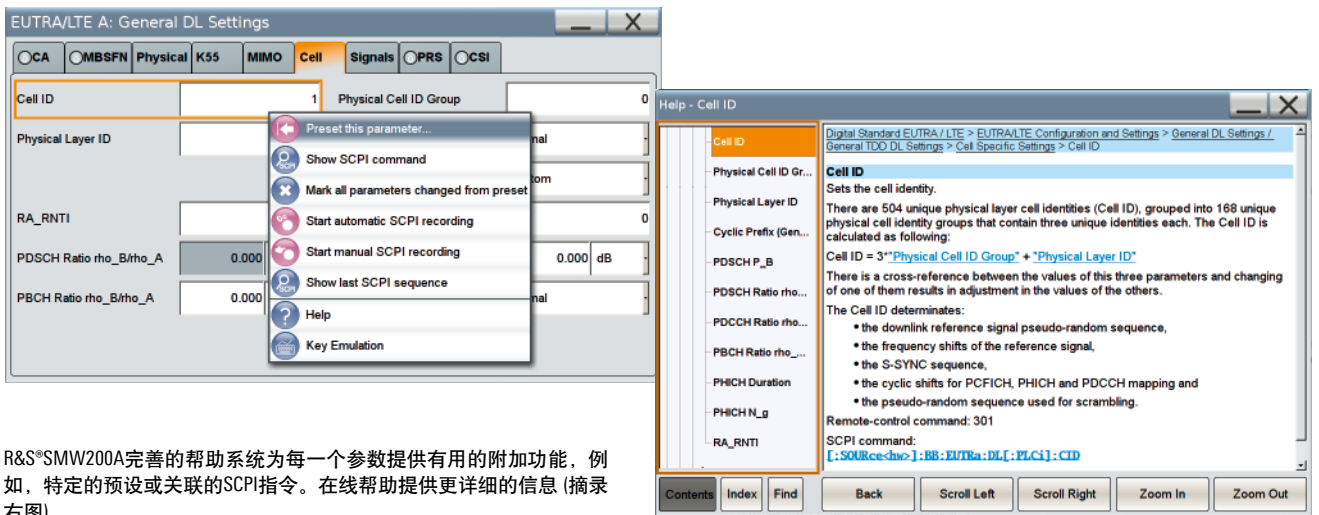 EUTRA/LTE A: General DL Settings
CA
MBSFN
Physical
K55
MIMO
Cell
Signals
PRS
CSI
Cell ID
1
Physical Cell ID Group
0
Physical Layer ID
RA_RNTI
0
PDSCH Ratio rho_B/rho_A
0.000
0.000
dB
PBCH Ratio rho_B/rho_A
0.000
Preset this parameter...
Show SCPI command
Mark all parameters changed from preset
Start automatic SCPI recording
Start manual SCPI recording
Show last SCPI sequence
Help
Key Emulation
Help - Cell ID
Cell ID
Physical Cell ID Gr...
Physical Layer ID
Cyclic Prefix (Gen...
PDSCH P_B
PDSCH Ratio rho...
PDCCH Ratio rho...
PBCH Ratio rho_...
PHICH Duration
PHICH N_g
RA_RNTI
Digital Standard EUTRA / LTE > EUTRA/LTE Configuration and Settings > General DL Settings /
General TDD DL Settings > Cell Specific Settings > Cell ID
Cell ID
Sets the cell identity.
There are 504 unique physical layer cell identities (Cell ID), grouped into 168 unique
physical cell identity groups that contain three unique identities each. The Cell ID is
calculated as following:
Cell ID = 3*"Physical Cell ID Group" + "Physical Layer ID"
There is a cross-reference between the values of this three parameters and changing
of one of them results in adjustment in the values of the others.
The Cell ID determines:
• the downlink reference signal pseudo-random sequence,
• the frequency shifts of the reference signal,
• the S-SYNC sequence,
• the cyclic shifts for PCFICH, PHICH and PDCCH mapping and
• the pseudo-random sequence used for scrambling.
Remote-control command: 301
SCPI command:
[:SOURce<hw>]:BB:EUTRa:DL[:PLCi]:CID
Contents
Index
Find
Back
Scroll Left
Scroll Right
Zoom In
Zoom Out
R&S®SMW200A完善的帮助系统为每一个参数提供有用的附加功能，例
如，特定的预设或关联的SCPI指令。在线帮助提供更详细的信息 (摘录
右图)